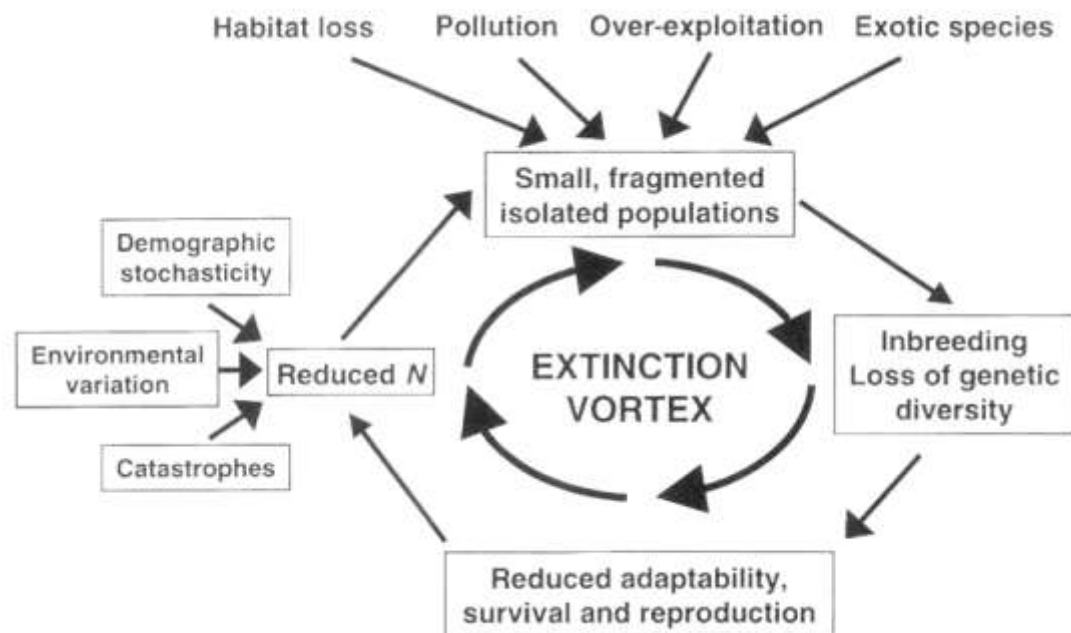 Habitat loss
Pollution
Over-exploitation
Exotic species
Small, fragmented
isolated populations
Demographic
stochasticity
Environmental
variation
Catastrophes
Reduced N
EXTINCTION
VORTEX
Inbreeding
Loss of genetic
diversity
Reduced adaptability,
survival and reproduction